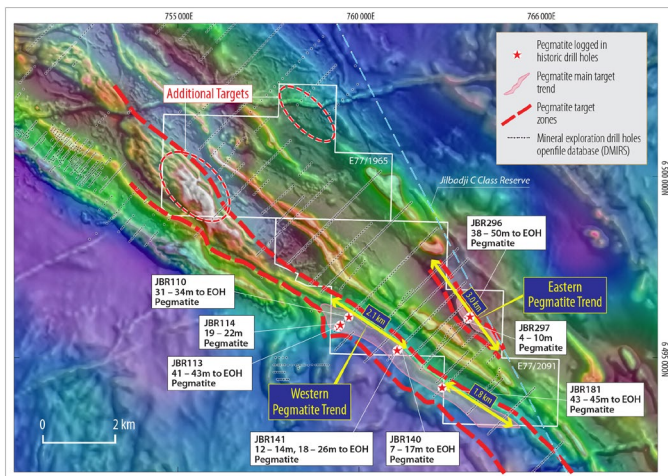 755 000E
760 000E
766 000E
Pegmatite logged in
historic drill holes
Pegmatite main target
trend
Pegmatite target
zones
Mineral exploration drill holes
openfile database (DMIRS)
Additional Targets
E77/1965
6,500 000N
Jilbadji C Class Reserve
JBR296
38 – 50m to EOH
Pegmatite
JBR110
31 – 34m to EOH
Pegmatite
Eastern
Pegmatite Trend
3.0 km
2.1 km
JBR114
19 – 22m
Pegmatite
JBR297
4 – 10m
Pegmatite
6,495 000N
JBR113
41 – 43m to EOH
Pegmatite
E77/2091
Western
Pegmatite Trend
1.8 km
JBR181
43 – 45m to EOH
Pegmatite
0
2 km
JBR141
12 – 14m, 18 – 26m to EOH
Pegmatite
JBR140
7 – 17m to EOH
Pegmatite